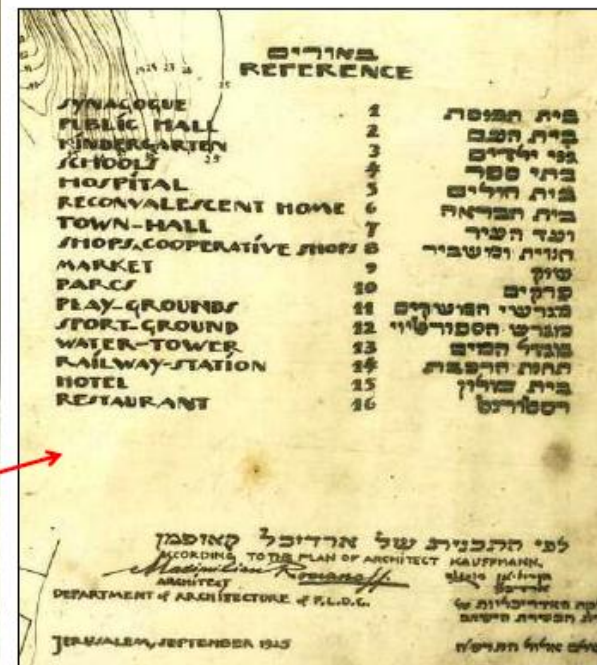 באורים
REFERENCE
SYNAGOGUE 1 בית הכנסת
PUBLIC HALL 2 בית העם
KINDERGARTEN 3 גני ילדים
SCHOOLS 4 בתי ספר
HOSPITAL 5 בית חולים
RECONVALESCENT HOME 6 בית הבראה
TOWN-HALL 7 ועד העיר
SHOPS, COOPERATIVE SHOPS 8 חנויות ומשביר
MARKET 9 שוק
PARCS 10 פרקים
PLAY-GROUNDS 11 מגרשי המשחקים
SPORT-GROUND 12 מגרש הספורטיוי
WATER-TOWER 13 מגדל המים
RAILWAY-STATION 14 תחנת הרכבת
HOTEL 15 בית מלון
RESTAURANT 16 רסטורנט
לפי התכנית של ארדיכל קאופמן
ACCORDING TO THE PLAN OF ARCHITECT KAUFFMANN,
Maximilian Romanoff
ARCHITECT
DEPARTMENT of ARCHITECTURE of P.L.D.C.
JERUSALEM, SEPTEMBER 1925